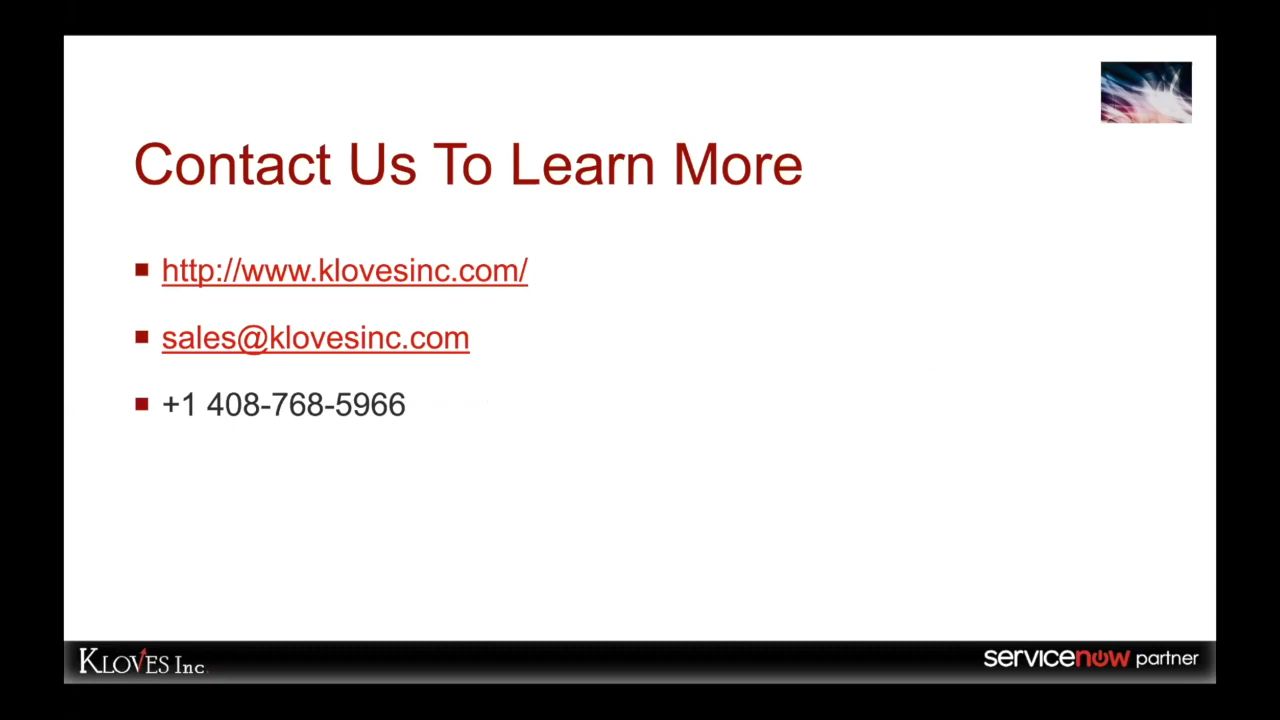 Contact Us To Learn More
http://www.klovesinc.com/
sales@klovesinc.com
+1 408-768-5966
KLOVES INC.
servicenow partner